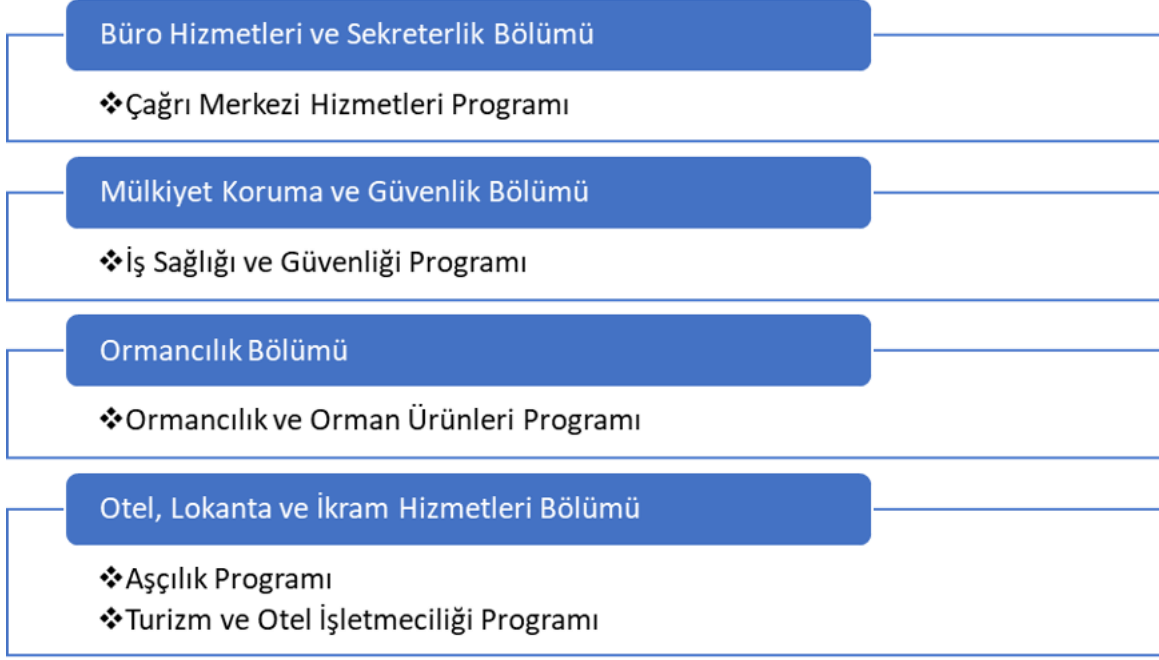 Büro Hizmetleri ve Sekreterlik Bölümü
❖Çağrı Merkezi Hizmetleri Programı
Mülkiyet Koruma ve Güvenlik Bölümü
❖İş Sağlığı ve Güvenliği Programı
Ormancılık Bölümü
❖Ormancılık ve Orman Ürünleri Programı
Otel, Lokanta ve İkram Hizmetleri Bölümü
❖Aşçılık Programı
❖Turizm ve Otel İşletmeciliği Programı